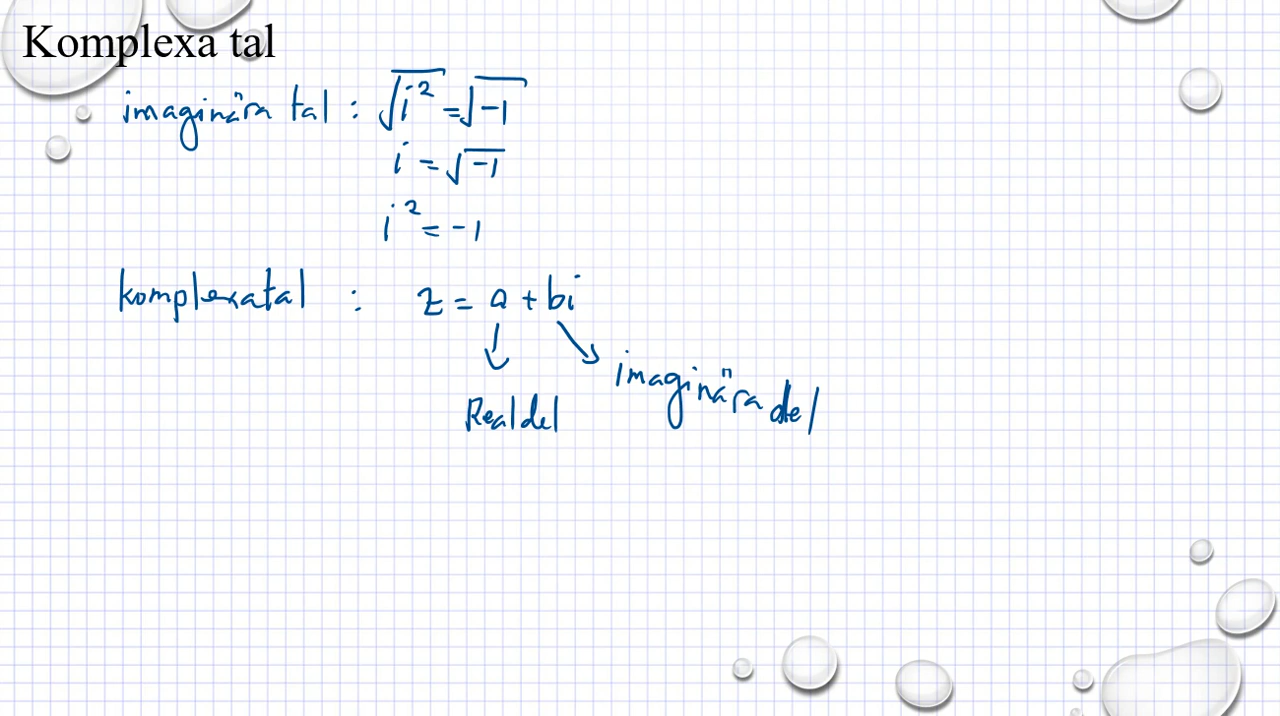 Komplexa tal
imaginära tal : √i² = √-1
i = √-1
i² = -1
komplexatal : z = a + bi
imaginära del
Realdel